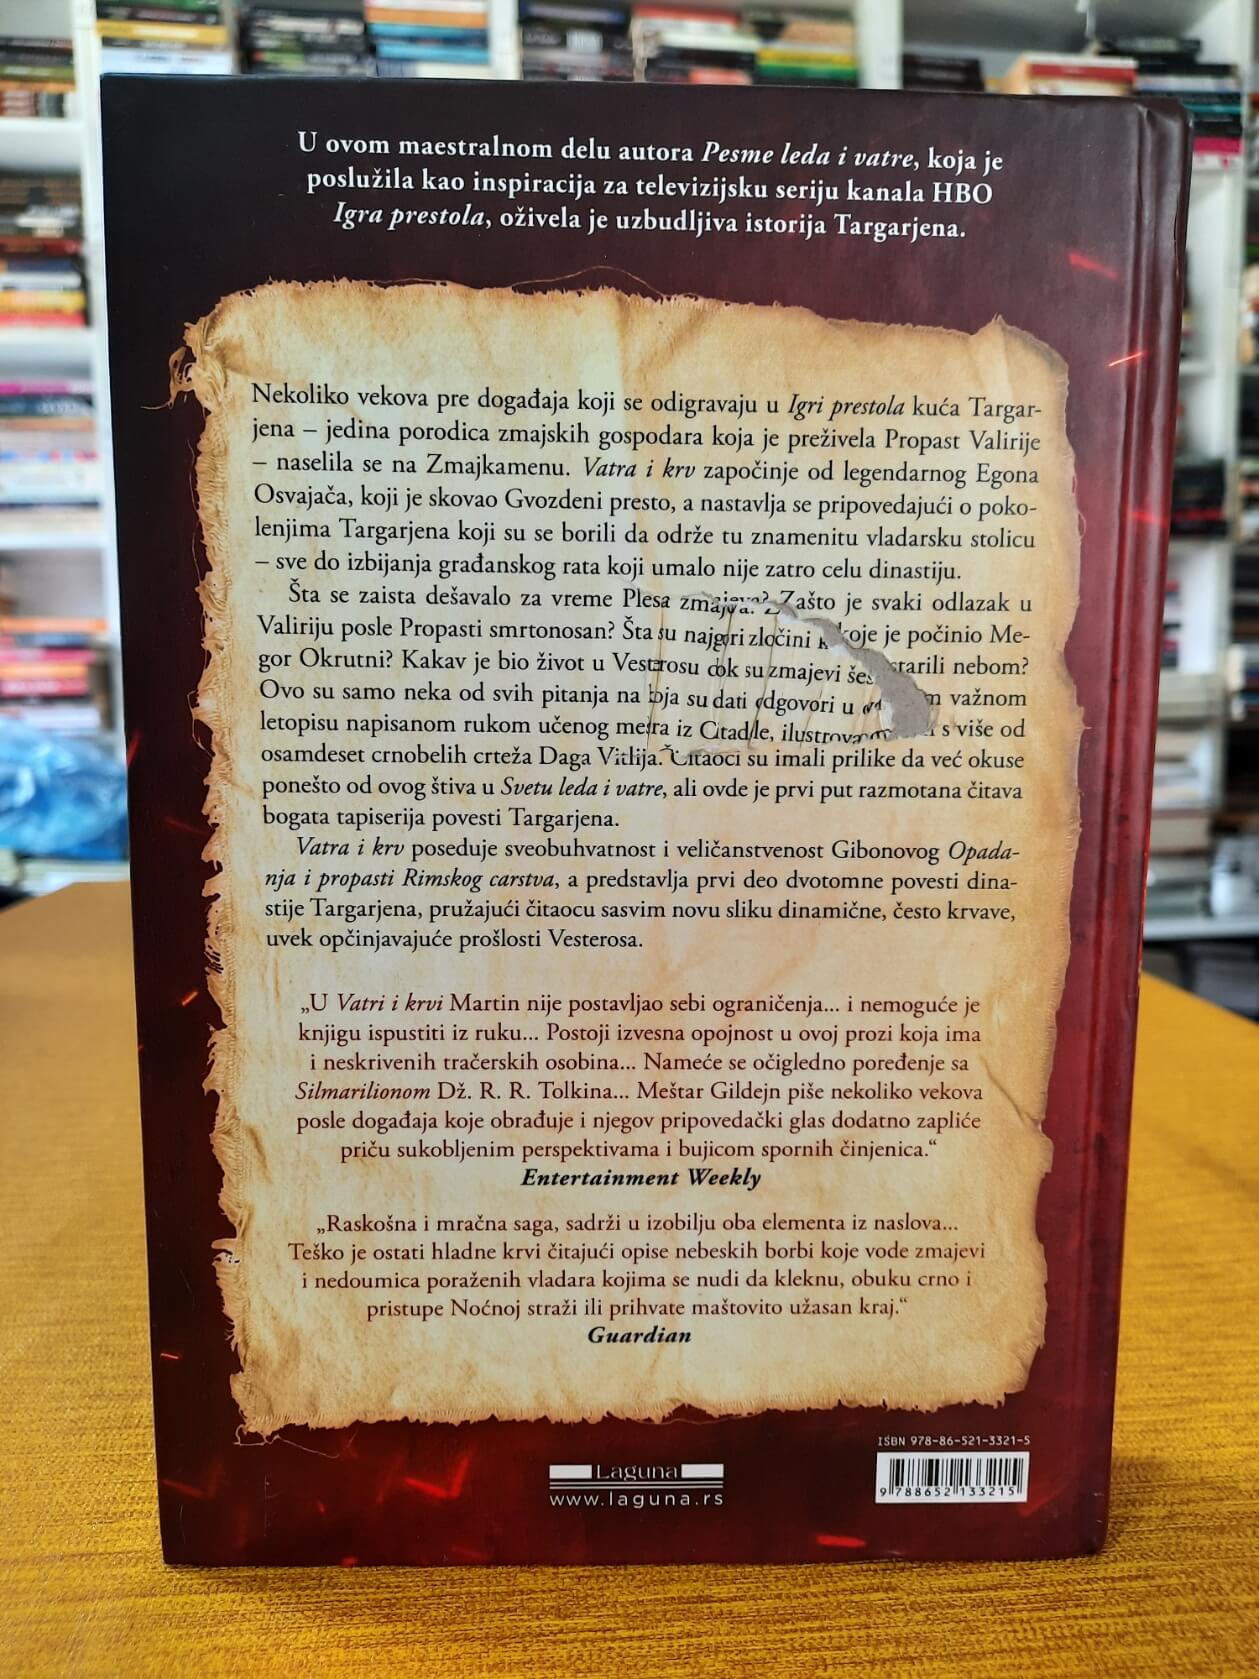 U ovom maestralnom delu autora Pesme leda i vatre, koja je
poslužila kao inspiracija za televizijsku seriju kanala HBO
Igra prestola, oživela je uzbudljiva istorija Targarjena.
Nekoliko vekova pre događaja koji se odigravaju u Igri prestola kuća Targar-
jena – jedina porodica zmajskih gospodara koja je preživela Propast Valirije
– naselila se na Zmajkamenu. Vatra i krv započinje od legendarnog Egona
Osvajača, koji je skovao Gvozdeni presto, a nastavlja se pripovedajući o poko-
lenjima Targarjena koji su se borili da održe tu znamenitu vladarsku stolicu
– sve do izbijanja građanskog rata koji umalo nije zatro celu dinastiju.
Šta se zaista dešavalo za vreme Plesa zmajeva? Zašto je svaki odlazak u
Valiriju posle Propasti smrtonosan? Šta su najgori zločini koje je počinio Me-
gor Okrutni? Kakav je bio život u Vesterosu dok su zmajevi nebom?
Ovo su samo neka od svih pitanja na koja su dati odgovori u važnom
letopisu napisanom rukom učenog meštra iz Citadele, s više od
osamdeset crnobelih crteža Daga Vitlija. Čitaoci su imali prilike da već okuse
ponešto od ovog štiva u Svetu leda i vatre, ali ovde je prvi put razmotana čitava
bogata tapiserija povesti Targarjena.
Vatra i krv poseduje sveobuhvatnost i veličanstvenost Gibonovog Opada-
nja i propasti Rimskog carstva, a predstavlja prvi deo dvotomne povesti dina-
stije Targarjena, pružajući čitaocu sasvim novu sliku dinamične, često krvave,
uvek opčinjavajuće prošlosti Vesterosa.
„U Vatri i krvi Martin nije postavljao sebi ograničenja... i nemoguće je
knjigu ispustiti iz ruku... Postoji izvesna opojnost u ovoj prozi koja ima
i neskrivenih tračerskih osobina... Nameće se očigledno poređenje sa
Silmarilionom Dž. R. R. Tolkina... Meštar Gildejn piše nekoliko vekova
posle događaja koje obrađuje i njegov pripovedački glas dodatno zapliće
priču sukobljenim perspektivama i bujicom spornih činjenica.“
Entertainment Weekly
„Raskošna i mračna saga, sadrži u izobilju oba elementa iz naslova...
Teško je ostati hladne krvi čitajući opise nebeskih borbi koje vode zmajevi
i nedoumica poraženih vladara kojima se nudi da kleknu, obuku crno i
pristupe Noćnoj straži ili prihvate maštovito užasan kraj.“
Guardian
ISBN 978-86-521-3321-5
Laguna
www.laguna.rs
9 788652 133215